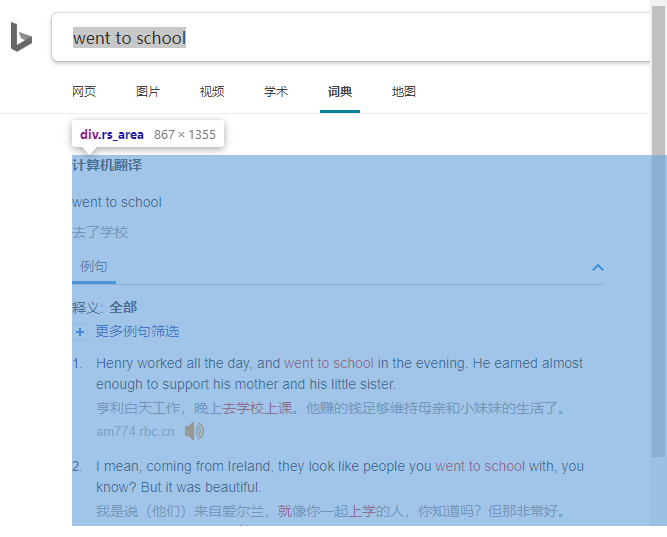 went to school
网页 图片 视频 学术 词典 地图
div.rs_area 867 × 1355
计算机翻译
went to school
去了学校
例句
释义: 全部
更多例句筛选
1. Henry worked all the day, and went to school in the evening. He earned almost
enough to support his mother and his little sister.
亨利白天工作，晚上去学校上课。他赚的钱足够维持母亲和小妹妹的生活了。
am774.rbc.cn
2. I mean, coming from Ireland, they look like people you went to school with, you
know? But it was beautiful.
我是说（他们）来自爱尔兰，就像你一起上学的人，你知道吗？但那非常好。